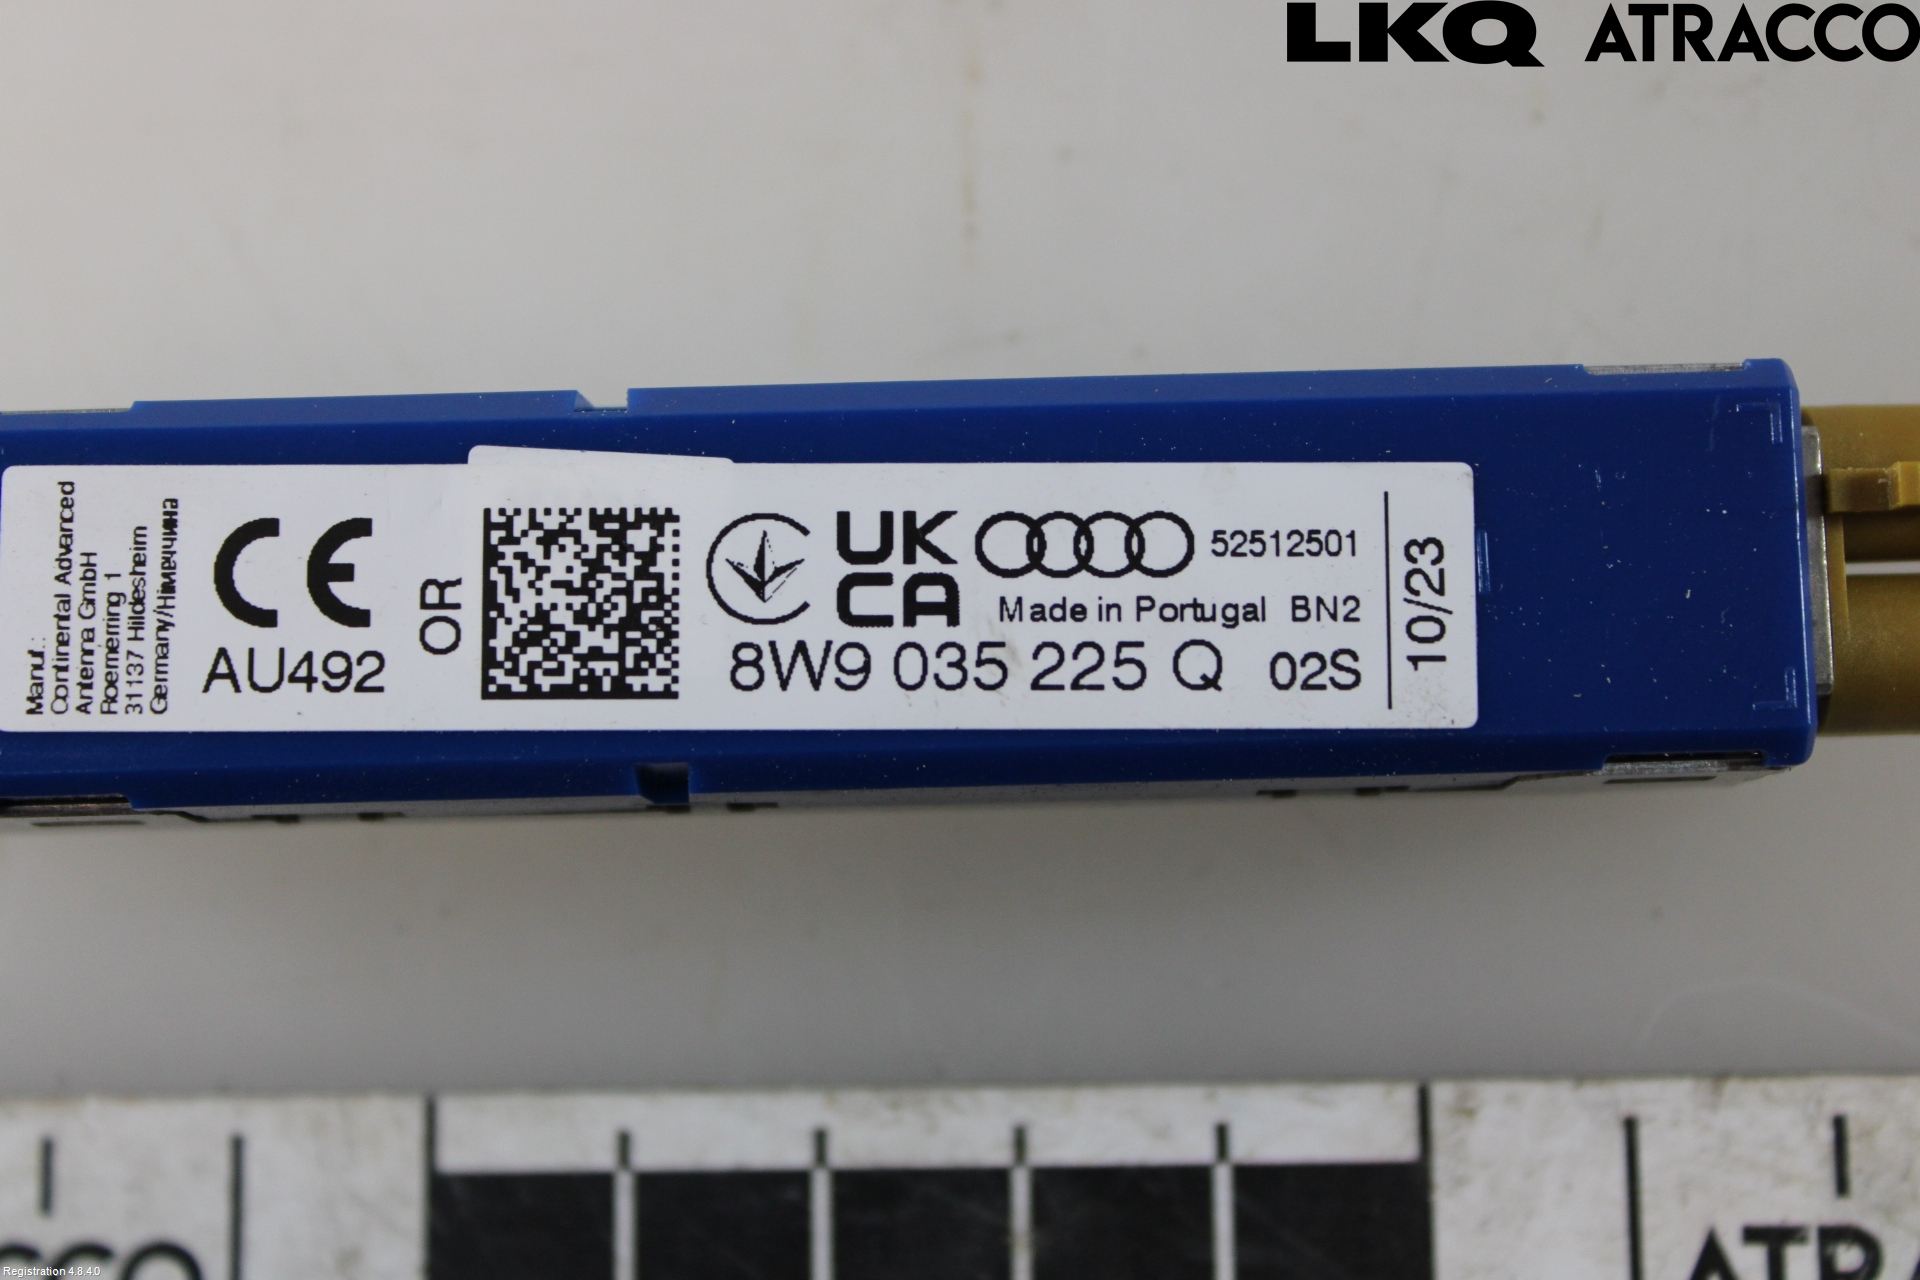 LKQ ATRACCO
Manuf.:
Continental Advanced
Antenna GmbH
Roemerring 1
31137 Hildesheim
Germany/Німеччина
CE
AU492
OR
UK
CA
52512501
Made in Portugal BN2
8W9 035 225 Q 02S
10/23
Registration 4.8.4.0